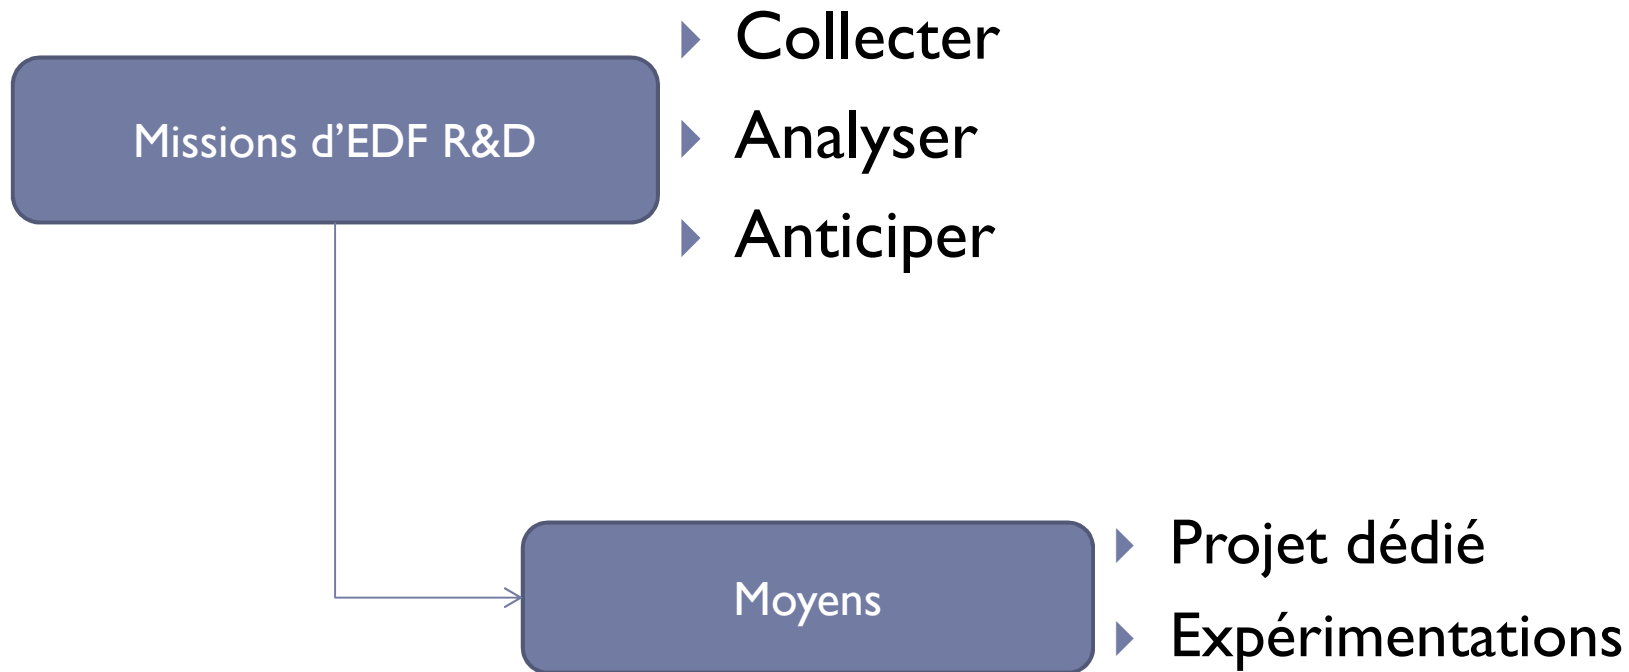 Missions d’EDF R&D
Collecter
Analyser
Anticiper
Moyens
Projet dédié
Expérimentations